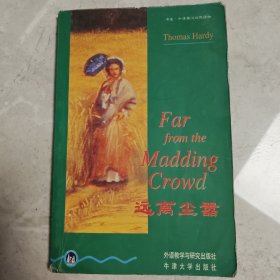 Thomas Hardy
Far
from the
Madding
Crowd
远离尘嚣
外语教学与研究出版社
牛津大学出版社